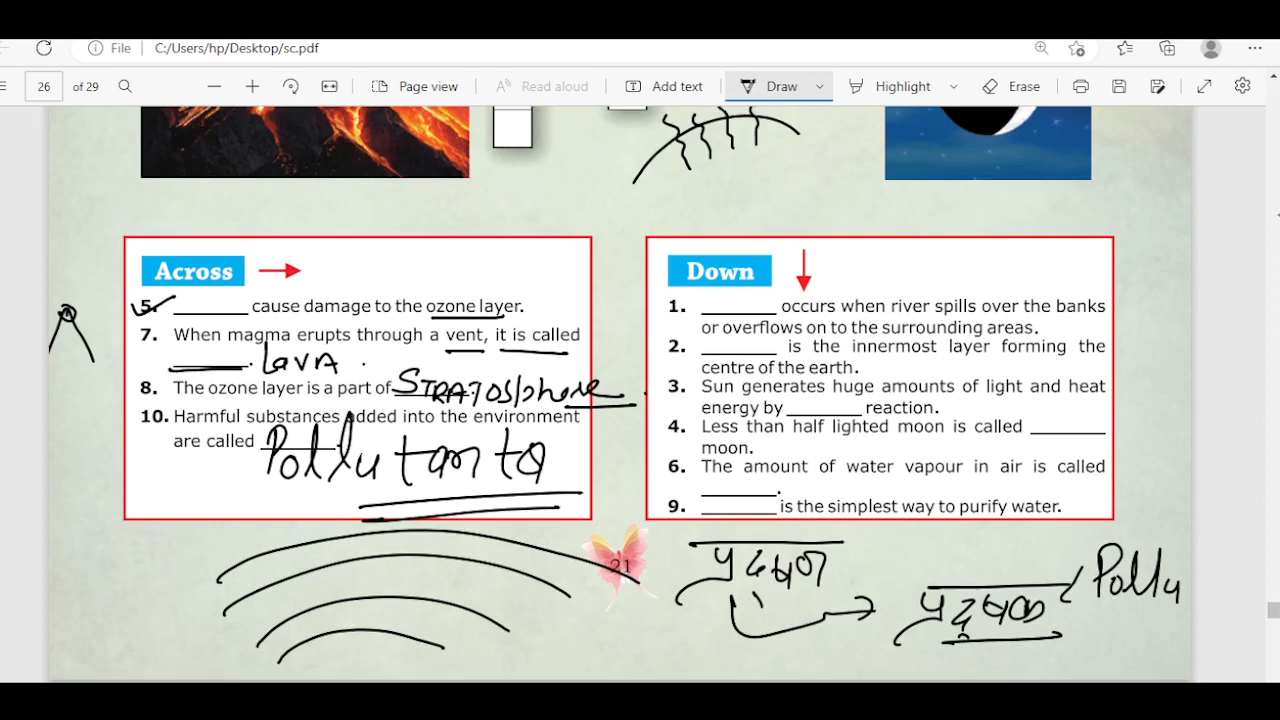 File C:/Users/hp/Desktop/sc.pdf
26 of 29 Page view Read aloud Add text Draw Highlight Erase
Across
5. ________ cause damage to the ozone layer.
7. When magma erupts through a vent, it is called
________. LavA.
8. The ozone layer is a part of STRATOSphere
10. Harmful substances added into the environment
are called ________
Pollutants
Down
1. ________ occurs when river spills over the banks
or overflows on to the surrounding areas.
2. ________ is the innermost layer forming the
centre of the earth.
3. Sun generates huge amounts of light and heat
energy by ________ reaction.
4. Less than half lighted moon is called ________
moon.
6. The amount of water vapour in air is called
________.
9. ________ is the simplest way to purify water.
21
Pollu